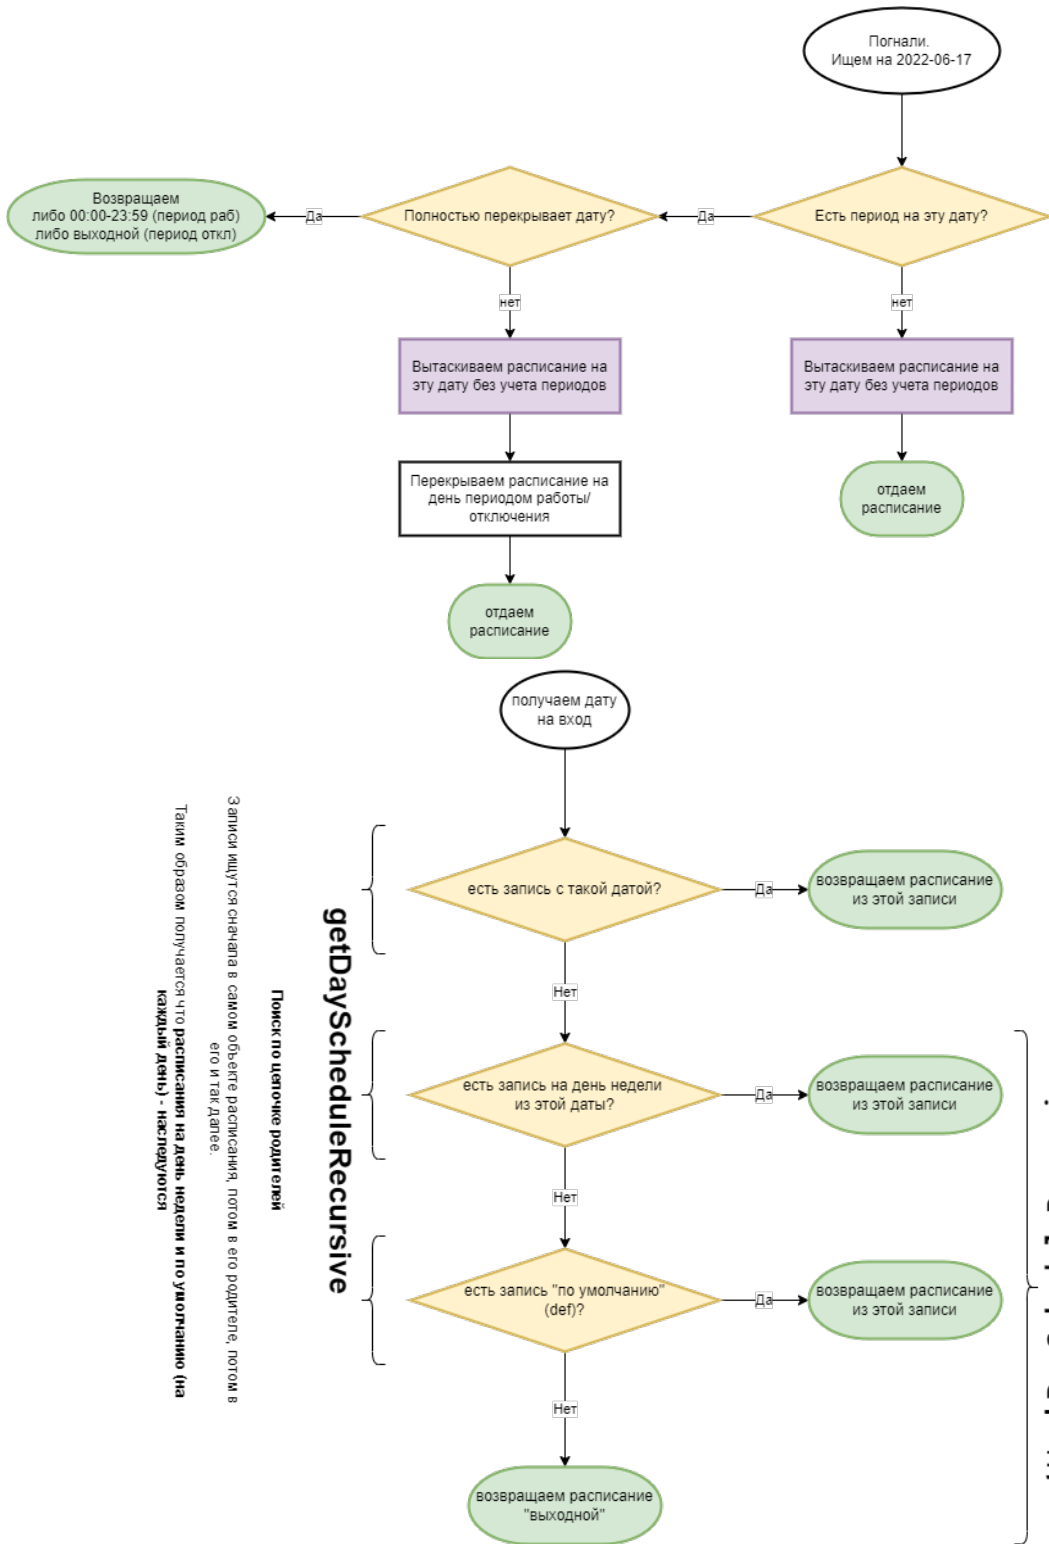 Погнали.
Ищем на 2022-06-17
Есть период на эту дату?
Да
Полностью перекрывает дату?
Да
Возвращаем
либо 00:00-23:59 (период раб)
либо выходной (период откл)
нет
Вытаскиваем расписание на
эту дату без учета периодов
Перекрываем расписание на
день периодом работы/
отключения
отдаем
расписание
нет
Вытаскиваем расписание на
эту дату без учета периодов
отдаем
расписание
получаем дату
на вход
есть запись с такой датой?
Да
возвращаем расписание
из этой записи
Нет
есть запись на день недели
из этой даты?
Да
возвращаем расписание
из этой записи
Нет
есть запись "по умолчанию"
(def)?
Да
возвращаем расписание
из этой записи
Нет
возвращаем расписание
"выходной"
getDayScheduleRecursive
Поиск по цепочке родителей
Записи ищутся сначала в самом объекте расписания, потом в его родителе, потом в
его и так далее.
Таким образом получается что расписания на день недели и по умолчанию (на
каждый день) - наследуются